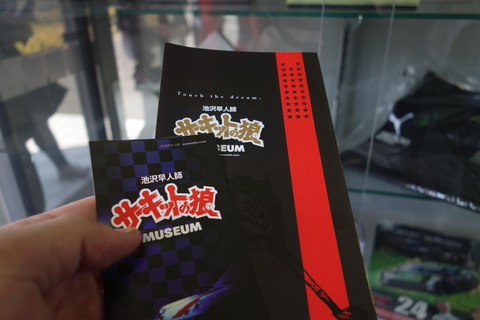 Touch the dream.
池沢早人師
サーキットの狼
MUSEUM
池沢早人師
サーキットの狼
MUSEUM
24